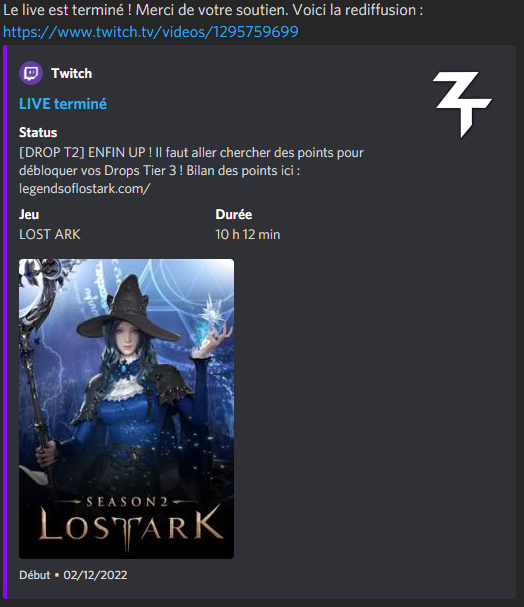 Le live est terminé ! Merci de votre soutien. Voici la rediffusion :
https://www.twitch.tv/videos/1295759699
Twitch
LIVE terminé
Status
[DROP T2] ENFIN UP ! Il faut aller chercher des points pour
débloquer vos Drops Tier 3 ! Bilan des points ici :
legendsoflostark.com/
Jeu
Durée
LOST ARK
10 h 12 min
SEASON 2
LOST ARK
Début • 02/12/2022